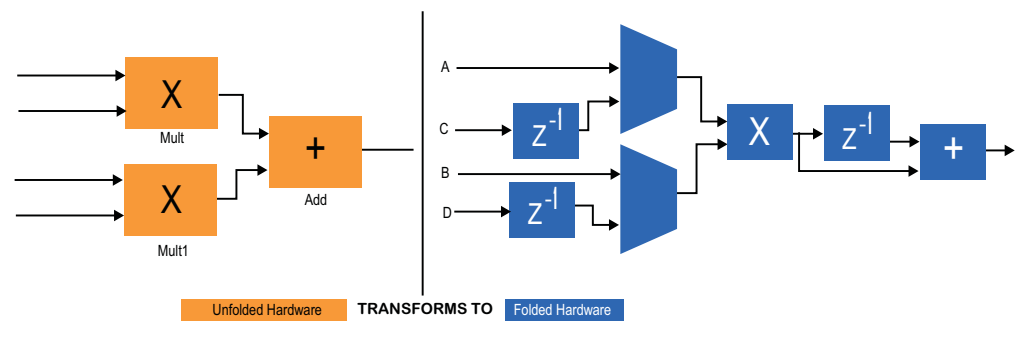 X
Mult
X
Mult1
+
Add
A
C
z-1
B
D
z-1
X
z-1
+
Unfolded Hardware TRANSFORMS TO Folded Hardware